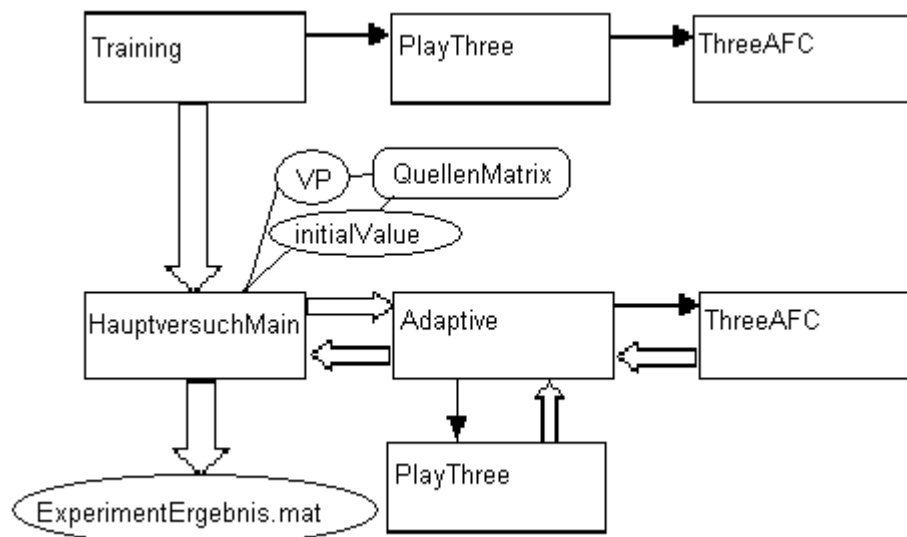 Training
PlayThree
ThreeAFC
VP
QuellenMatrix
initialValue
HauptversuchMain
Adaptive
ThreeAFC
PlayThree
ExperimentErgebnis.mat